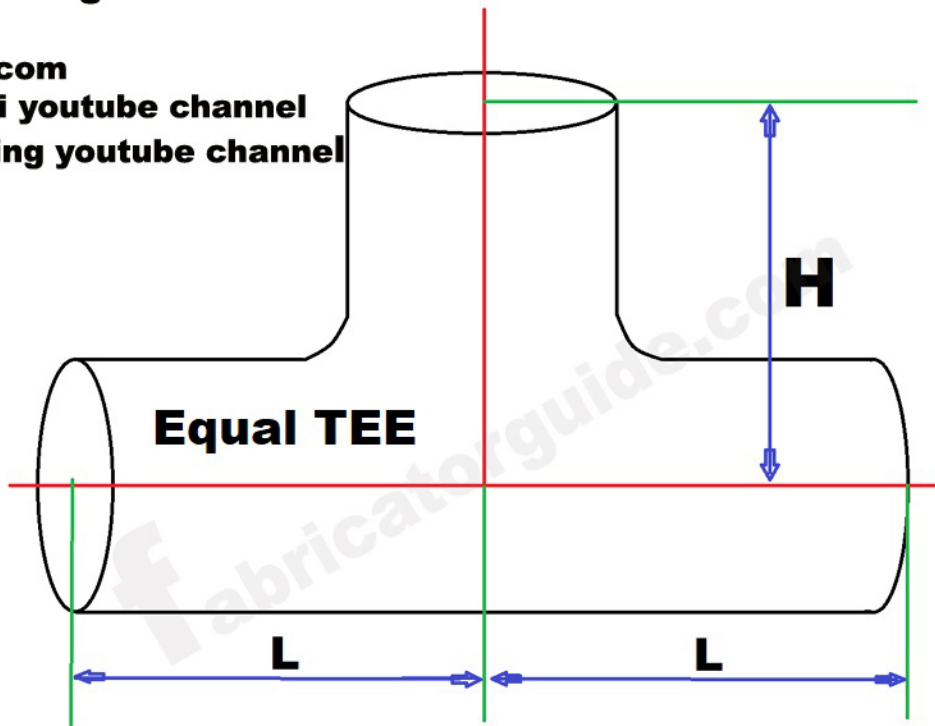 com
i youtube channel
ing youtube channel
H
Equal TEE
fabricatorguide.com
L
L